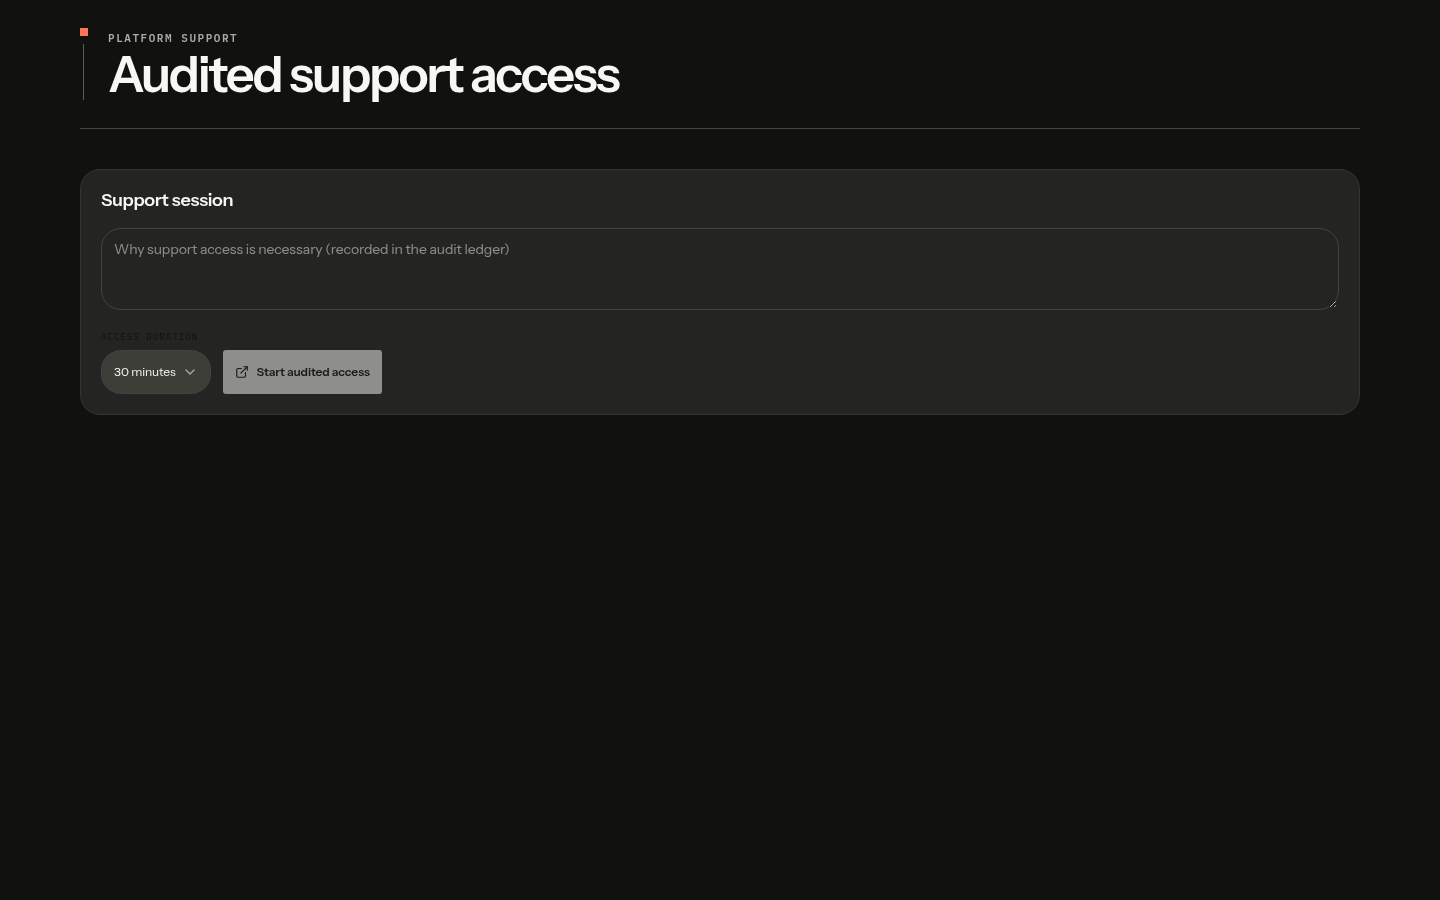 PLATFORM SUPPORT
Audited support access
Support session
Why support access is necessary (recorded in the audit ledger)
ACCESS DURATION
30 minutes
Start audited access